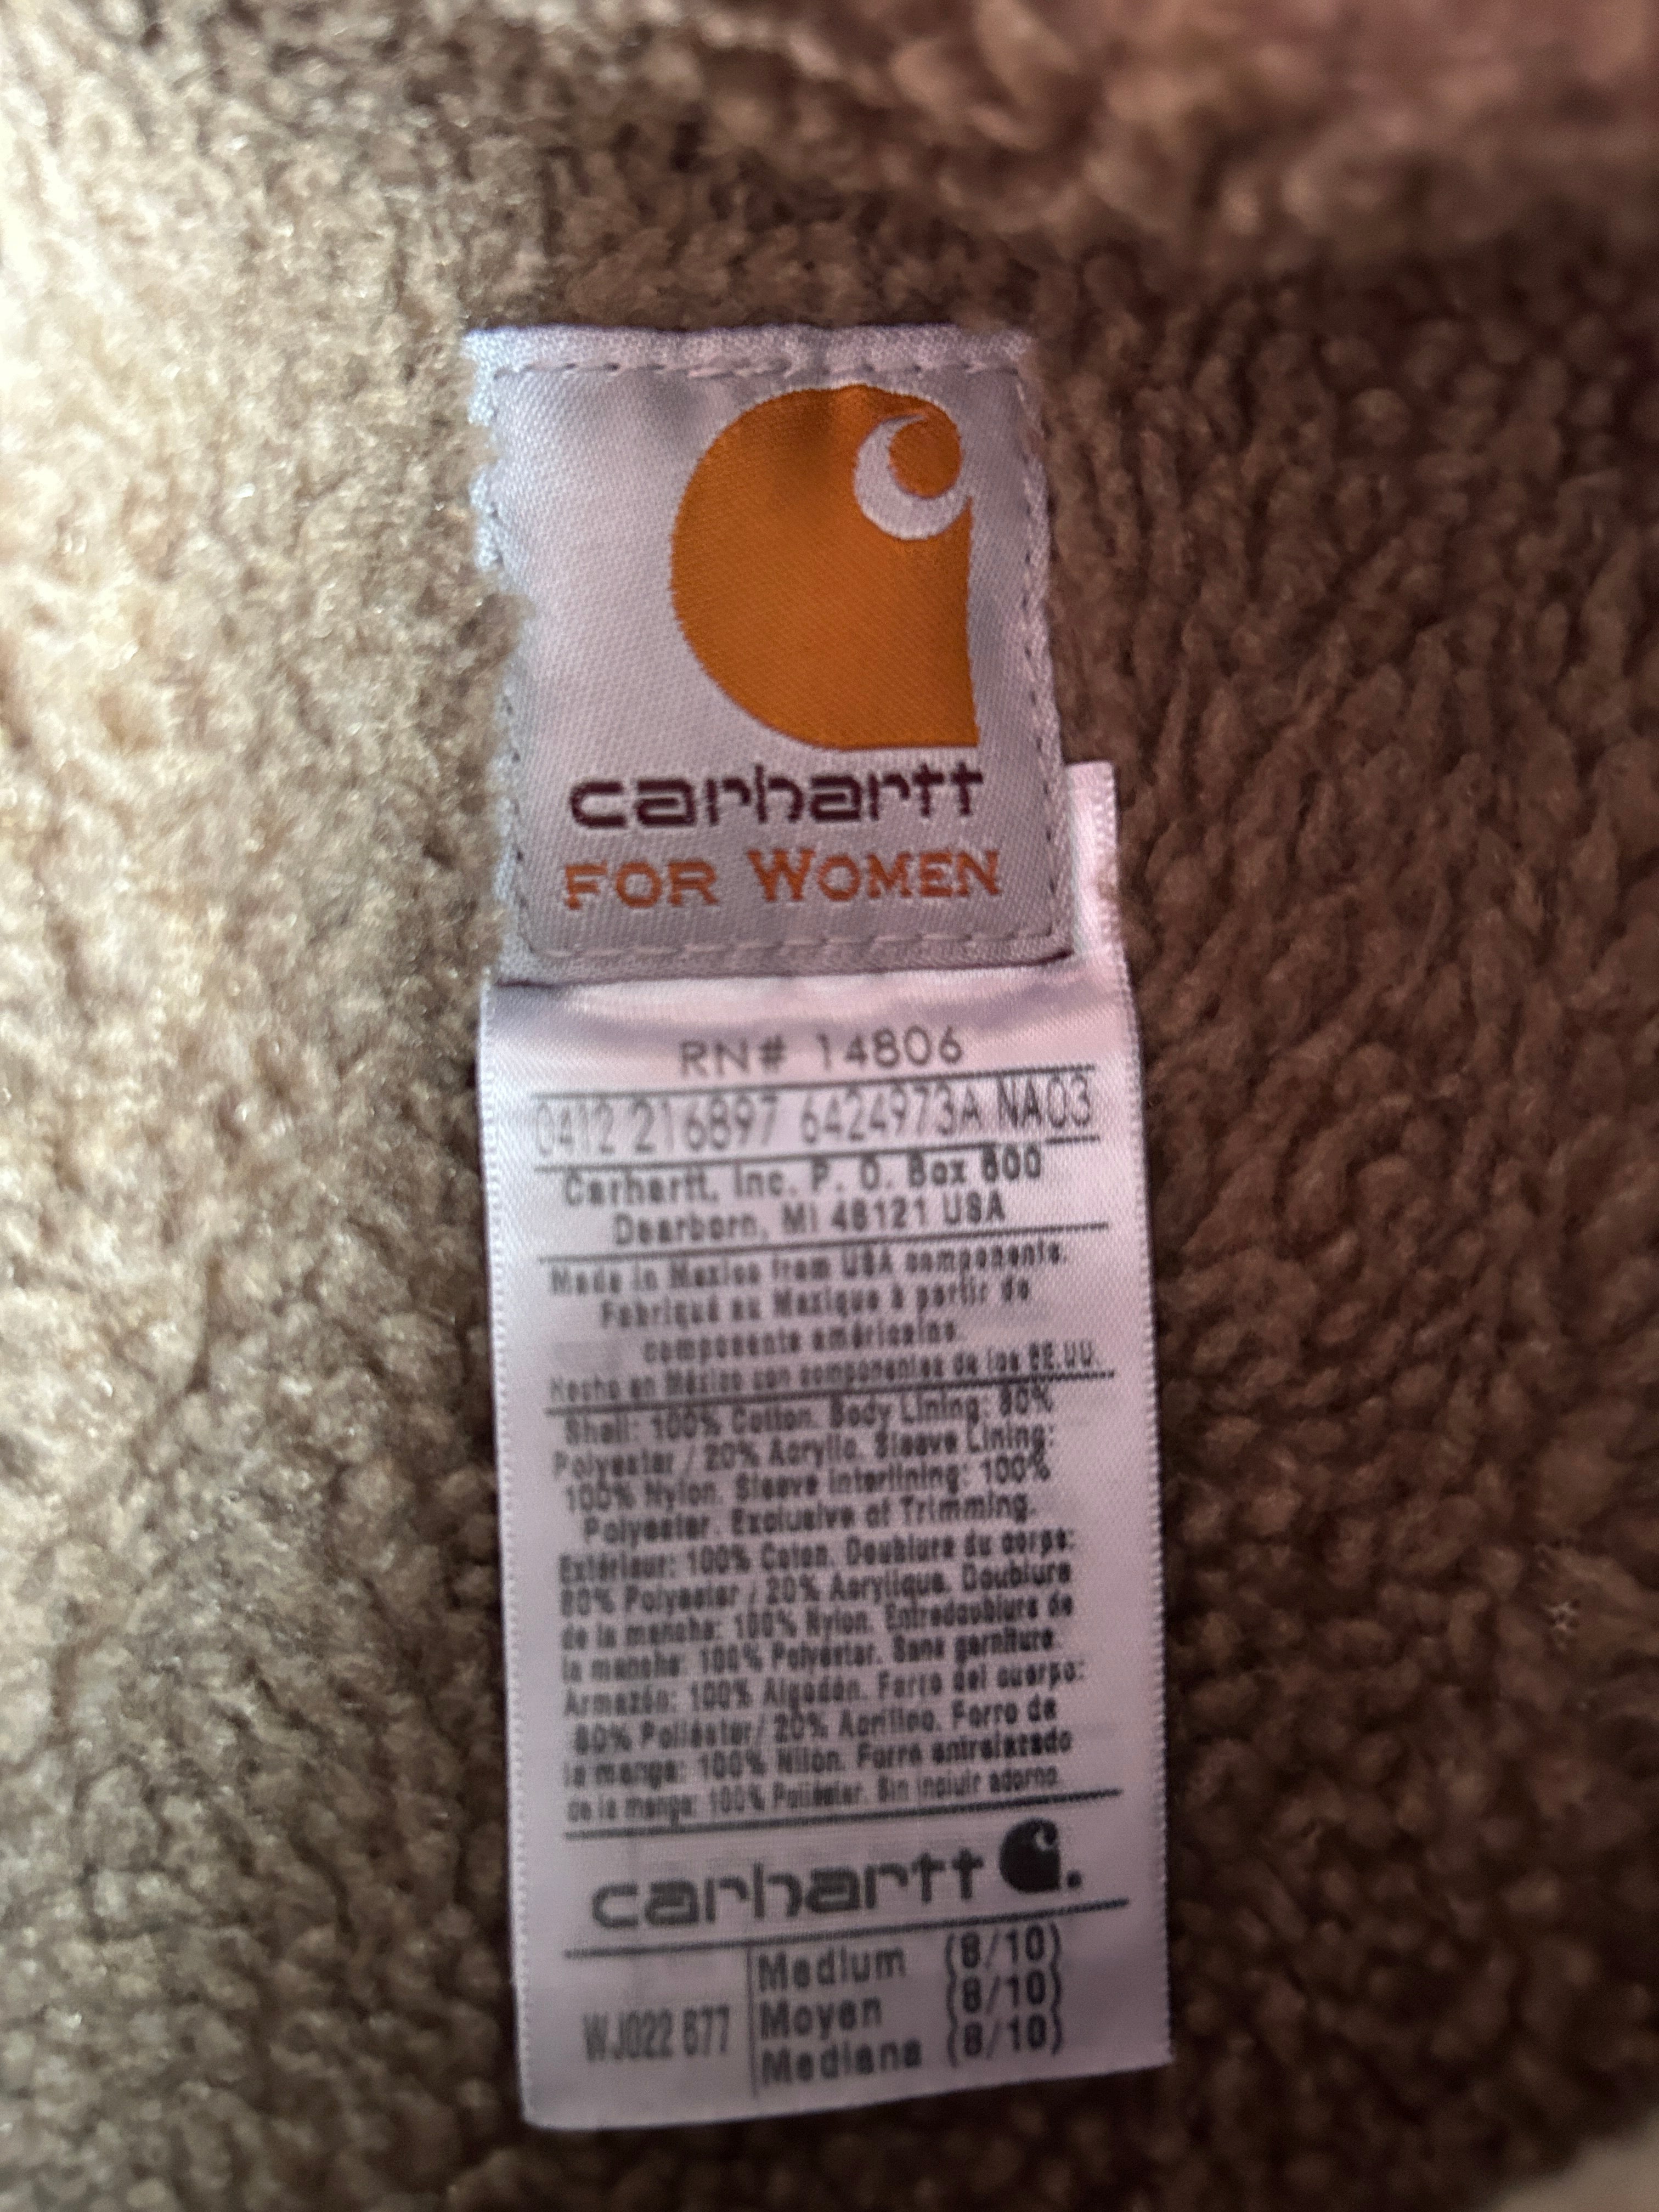 carhartt
FOR WOMEN
RN# 14806
0412 216897 6424973A NA03
Carhartt, Inc. P. O. Box 600
Dearborn, MI 48121 USA
Made in Mexico from USA components.
Fabriqué au Mexique à partir de
composants américains.
Hecho en México con componentes de los EE.UU.
Shell: 100% Cotton. Body Lining: 80%
Polyester / 20% Acrylic. Sleeve Lining:
100% Nylon. Sleeve Interlining: 100%
Polyester. Exclusive of Trimming.
Extérieur: 100% Coton. Doublure du corps:
80% Polyester / 20% Acrylique. Doublure
de la manche: 100% Nylon. Entredoublure de
la manche: 100% Polyester. Sans garniture.
Armazón: 100% Algodón. Forro del cuerpo:
80% Poliéster/ 20% Acrílico. Forro de
la manga: 100% Nilon. Forro entrelazado
de la manga: 100% Poliéster. Sin incluir adorno.
carhartt
WJ022 677
Medium (8/10)
Moyen (8/10)
Mediana (8/10)